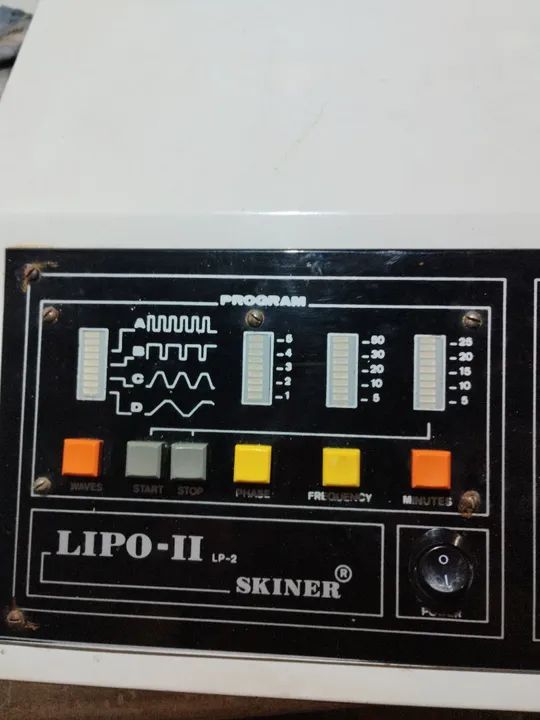 PROGRAM
A
B
C
D
5
4
3
2
1
50
30
20
10
5
25
20
15
10
5
WAVES
START
STOP
PHASE
FREQUENCY
MINUTES
LIPO-II LP-2
SKINER ®
O
I
POWER